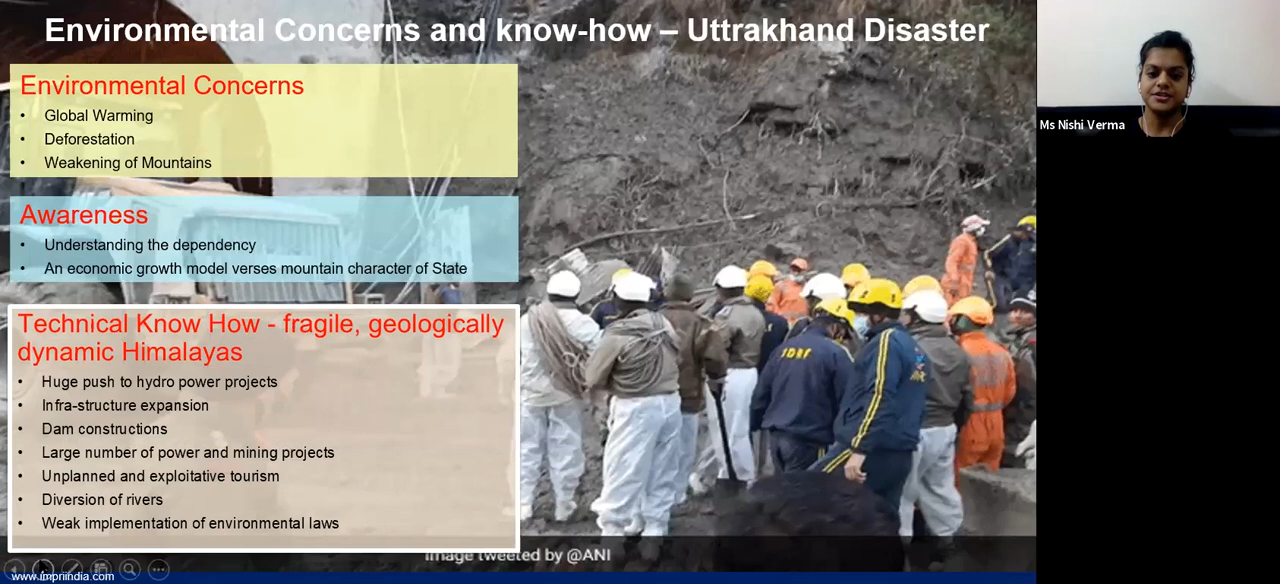 Environmental Concerns and know-how – Uttrakhand Disaster
Environmental Concerns
• Global Warming
• Deforestation
• Weakening of Mountains
Awareness
• Understanding the dependency
• An economic growth model verses mountain character of State
Technical Know How - fragile, geologically
dynamic Himalayas
• Huge push to hydro power projects
• Infra-structure expansion
• Dam constructions
• Large number of power and mining projects
• Unplanned and exploitative tourism
• Diversion of rivers
• Weak implementation of environmental laws
Image tweeted by @ANI
www.impriindia.com
Ms Nishi Verma
SDRF